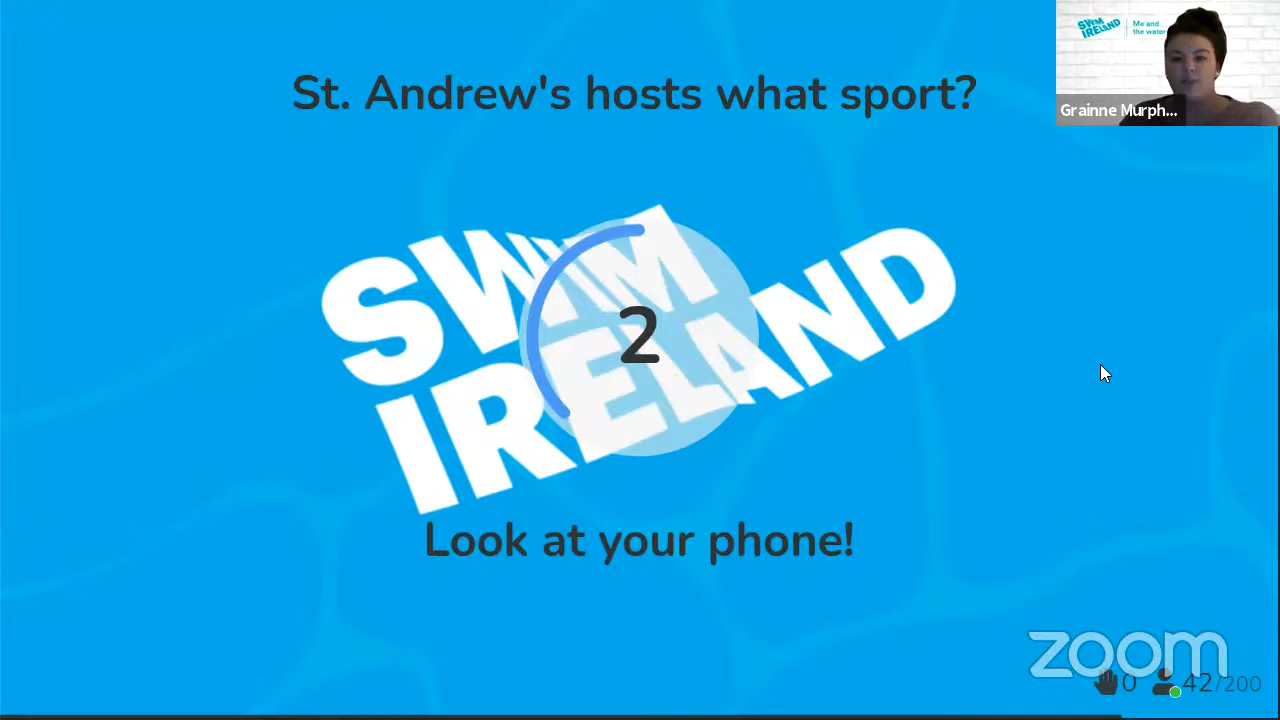 St. Andrew's hosts what sport?
SWIM
IRELAND
Me and
the water
Grainne Murph...
SWIM
IRELAND
2
Look at your phone!
zoom
0 42/200